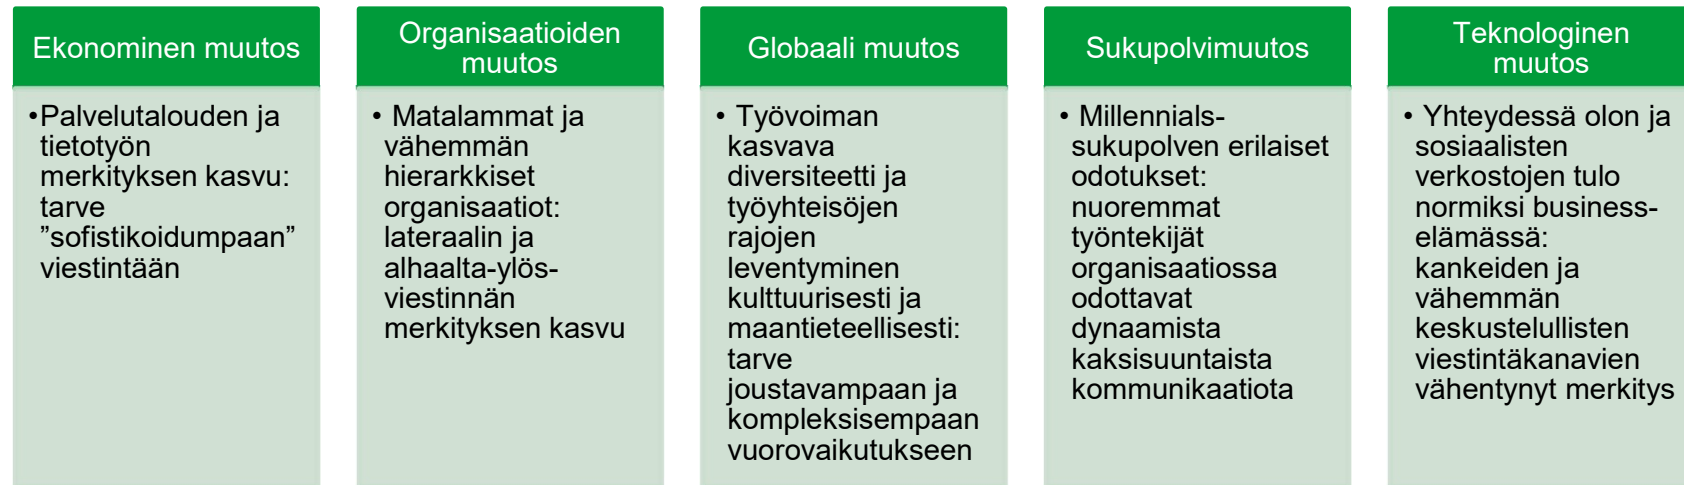 Ekonominen muutos
•Palvelutalouden ja
tietotyön
merkityksen kasvu:
tarve
”sofistikoidumpaan”
viestintään
Organisaatioiden
muutos
• Matalammat ja
vähemmän
hierarkkiset
organisaatiot:
lateraalin ja
alhaalta-ylös-
viestinnän
merkityksen kasvu
Globaali muutos
• Työvoiman
kasvava
diversiteetti ja
työyhteisöjen
rajojen
leventyminen
kulttuurisesti ja
maantieteellisesti:
tarve
joustavampaan ja
kompleksisempaan
vuorovaikutukseen
Sukupolvimuutos
• Millennials-
sukupolven erilaiset
odotukset:
nuoremmat
työntekijät
organisaatiossa
odottavat
dynaamista
kaksisuuntaista
kommunikaatiota
Teknologinen
muutos
• Yhteydessä olon ja
sosiaalisten
verkostojen tulo
normiksi business-
elämässä:
kankeiden ja
vähemmän
keskustelullisten
viestintäkanavien
vähentynyt merkitys